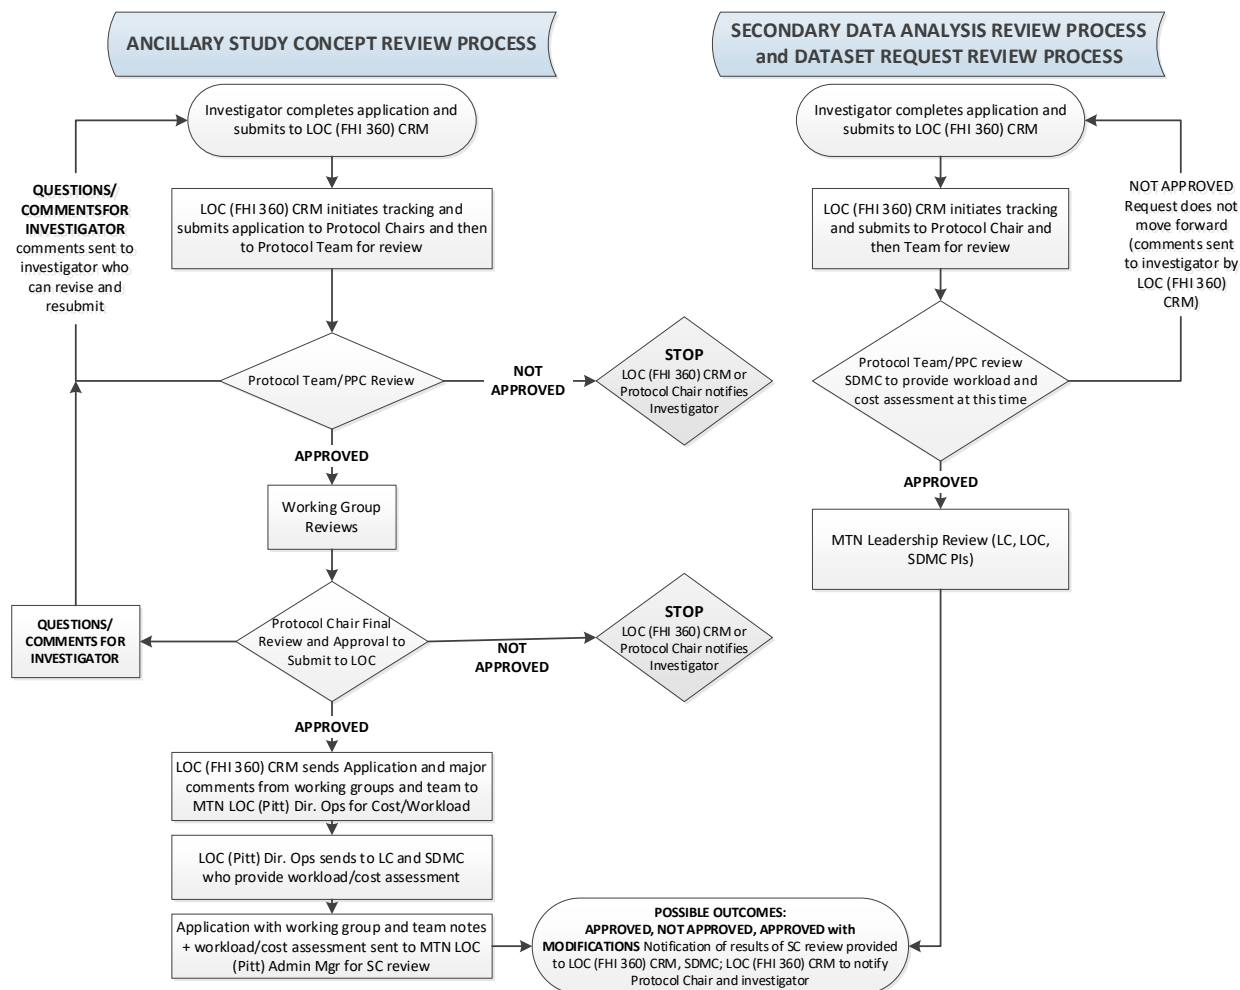 ANCILLARY STUDY CONCEPT REVIEW PROCESS
Investigator completes application and
submits to LOC (FHI 360) CRM
QUESTIONS/
COMMENTSFOR
INVESTIGATOR
comments sent to
investigator who
can revise and
resubmit
LOC (FHI 360) CRM initiates tracking and
submits application to Protocol Chairs and then
to Protocol Team for review
Protocol Team/PPC Review
NOT
APPROVED
STOP
LOC (FHI 360) CRM or
Protocol Chair notifies
Investigator
APPROVED
Working Group
Reviews
Protocol Chair Final
Review and Approval to
Submit to LOC
QUESTIONS/
COMMENTS FOR
INVESTIGATOR
NOT
APPROVED
STOP
LOC (FHI 360) CRM or
Protocol Chair notifies
Investigator
APPROVED
LOC (FHI 360) CRM sends Application and major
comments from working groups and team to
MTN LOC (Pitt) Dir. Ops for Cost/Workload
LOC (Pitt) Dir. Ops sends to LC and SDMC
who provide workload/cost assessment
Application with working group and team notes
+ workload/cost assessment sent to MTN LOC
(Pitt) Admin Mgr for SC review
SECONDARY DATA ANALYSIS REVIEW PROCESS
and DATASET REQUEST REVIEW PROCESS
Investigator completes application and
submits to LOC (FHI 360) CRM
LOC (FHI 360) CRM initiates tracking
and submits to Protocol Chair and
then Team for review
NOT APPROVED
Request does not
move forward
(comments sent
to investigator by
LOC (FHI 360)
CRM)
Protocol Team/PPC review
SDMC to provide workload and
cost assessment at this time
APPROVED
MTN Leadership Review (LC, LOC,
SDMC PIs)
POSSIBLE OUTCOMES:
APPROVED, NOT APPROVED, APPROVED with
MODIFICATIONS Notification of results of SC review provided
to LOC (FHI 360) CRM, SDMC; LOC (FHI 360) CRM to notify
Protocol Chair and investigator